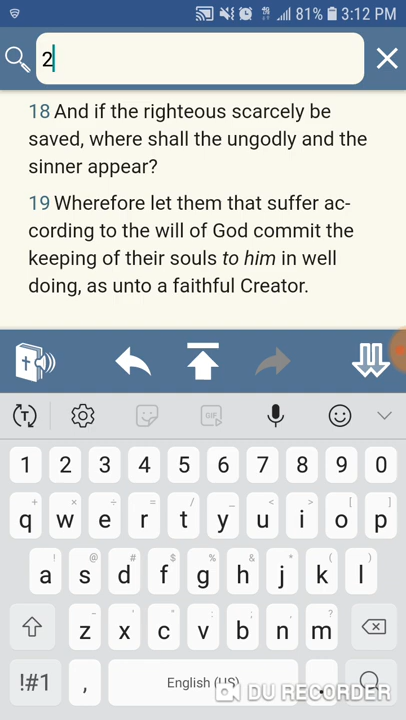 81% 3:12 PM
2
18 And if the righteous scarcely be
saved, where shall the ungodly and the
sinner appear?
19 Wherefore let them that suffer ac-
cording to the will of God commit the
keeping of their souls to him in well
doing, as unto a faithful Creator.
T GIF
1 2 3 4 5 6 7 8 9 0
+ × ÷ = / _ < > [ ]
q w e r t y u i o p
! @ # $ % ^ & * ( )
a s d f g h j k l
- ' " : ; , ?
z x c v b n m
!#1 , English (US) .
DU RECORDER